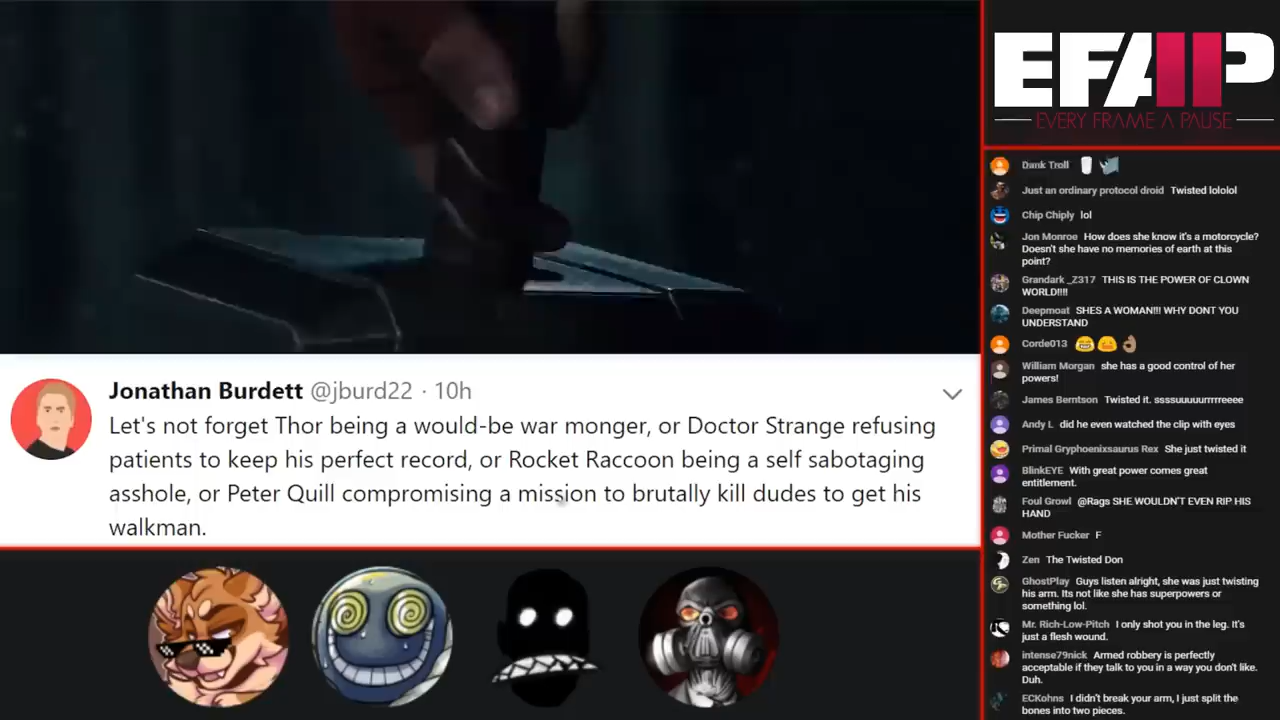 EFAP
EVERY FRAME A PAUSE
Jonathan Burdett @jburd22 · 10h
Let's not forget Thor being a would-be war monger, or Doctor Strange refusing
patients to keep his perfect record, or Rocket Raccoon being a self sabotaging
asshole, or Peter Quill compromising a mission to brutally kill dudes to get his
walkman.
Dank Troll
Just an ordinary protocol droid Twisted lololol
Chip Chiply lol
Jon Monroe How does she know it's a motorcycle?
Doesn't she have no memories of earth at this
point?
Grandark _Z317 THIS IS THE POWER OF CLOWN
WORLD!!!!
Deepmoat SHES A WOMAN!!! WHY DONT YOU
UNDERSTAND
Corde013
William Morgan she has a good control of her
powers!
James Berntson Twisted it. ssssuuuuurrrrreeee
Andy L did he even watched the clip with eyes
Primal Gryphoenixsaurus Rex She just twisted it
BlinkEYE With great power comes great
entitlement.
Foul Growl @Rags SHE WOULDN'T EVEN RIP HIS
HAND
Mother Fucker F
Zen The Twisted Don
GhostPlay Guys listen alright, she was just twisting
his arm. Its not like she has superpowers or
something lol.
Mr. Rich-Low-Pitch I only shot you in the leg. It's
just a flesh wound.
intense79nick Armed robbery is perfectly
acceptable if they talk to you in a way you don't like.
Duh.
ECKohns I didn't break your arm, I just split the
bones into two pieces.